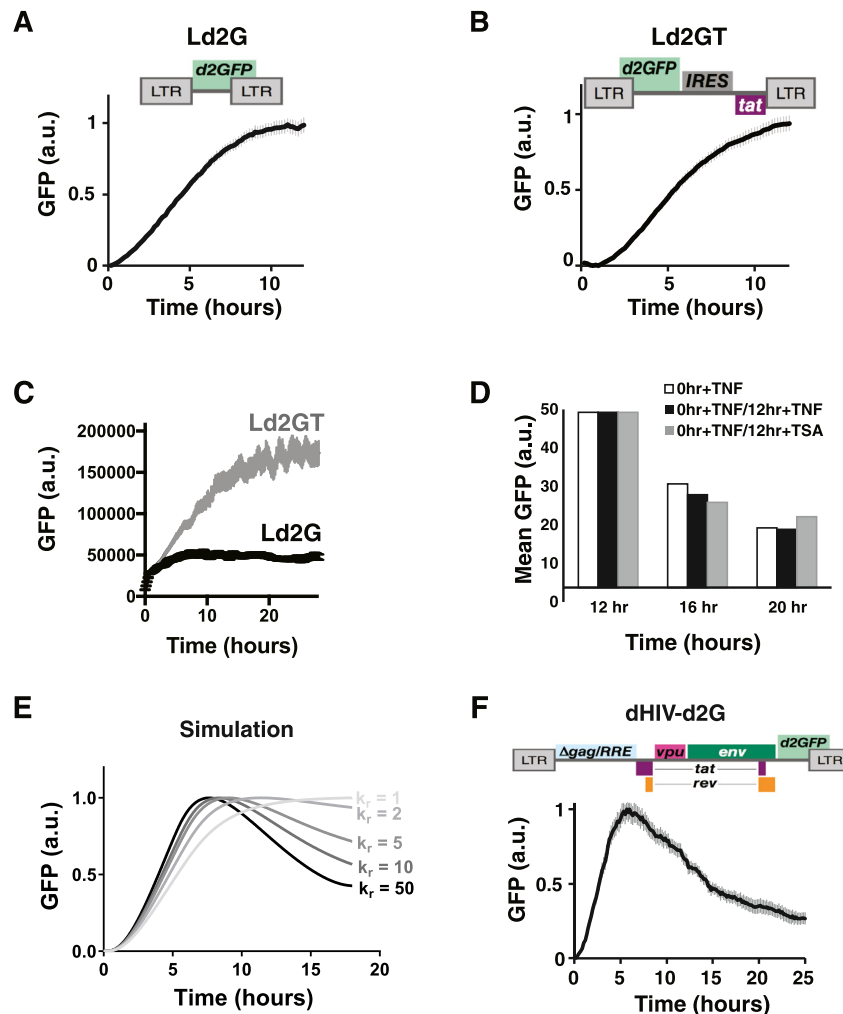 A
Ld2G
d2GFP
LTR LTR
GFP (a.u.)
1
0.5
0
0 5 10
Time (hours)
B
Ld2GT
d2GFP IRES
LTR tat LTR
GFP (a.u.)
1
0.5
0
0 5 10
Time (hours)
C
Ld2GT
Ld2G
GFP (a.u.)
200000
150000
100000
50000
0
0 10 20
Time (hours)
D
0hr+TNF
0hr+TNF/12hr+TNF
0hr+TNF/12hr+TSA
Mean GFP (a.u.)
50
40
30
20
10
0
12 hr 16 hr 20 hr
Time (hours)
E
Simulation
GFP (a.u.)
1.0
0.5
0.0
kr = 1
kr = 2
kr = 5
kr = 10
kr = 50
0 5 10 15 20
Time (hours)
F
dHIV-d2G
d2GFP
LTR Δgag/RRE vpu env LTR
tat
rev
GFP (a.u.)
1
0.5
0
0 5 10 15 20 25
Time (hours)